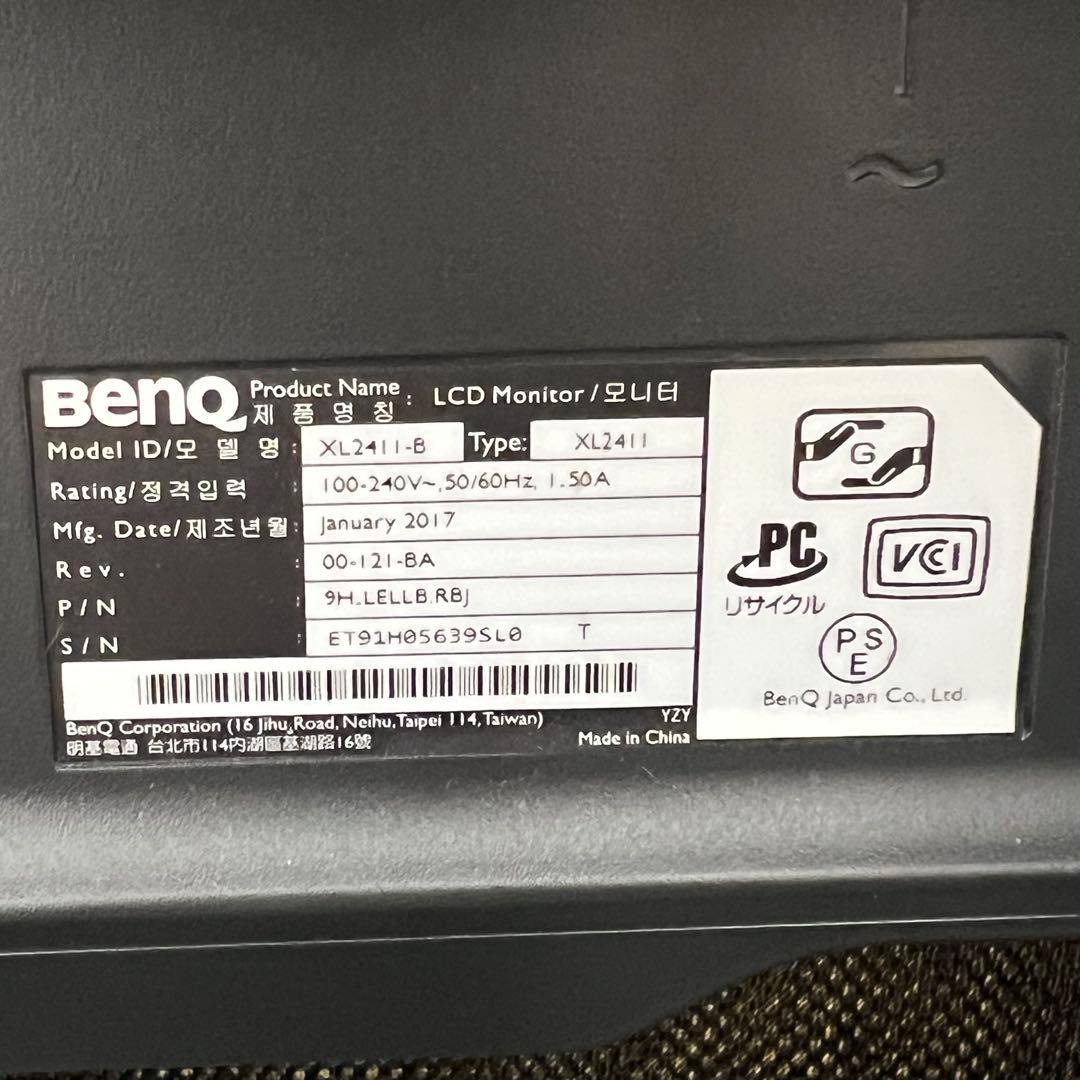 BenQ Product Name : LCD Monitor/모니터
제 품 명 칭
Model ID/모 델 명 : XL2411-B Type: XL2411
Rating/정격입력 : 100-240V~,50/60Hz, 1.50A
Mfg. Date/제조년월: January 2017
Rev. : 00-121-BA
P/N : 9H.LELLB.RBJ
S/N : ET91H05639SL0 T
BenQ Corporation (16 Jihu,Road, Neihu,Taipei 114,Taiwan) YZY
明基電通 台北市114內湖區基湖路16號 Made in China
G
PC
リサイクル
VCCI
PSE
BenQ Japan Co., Ltd.